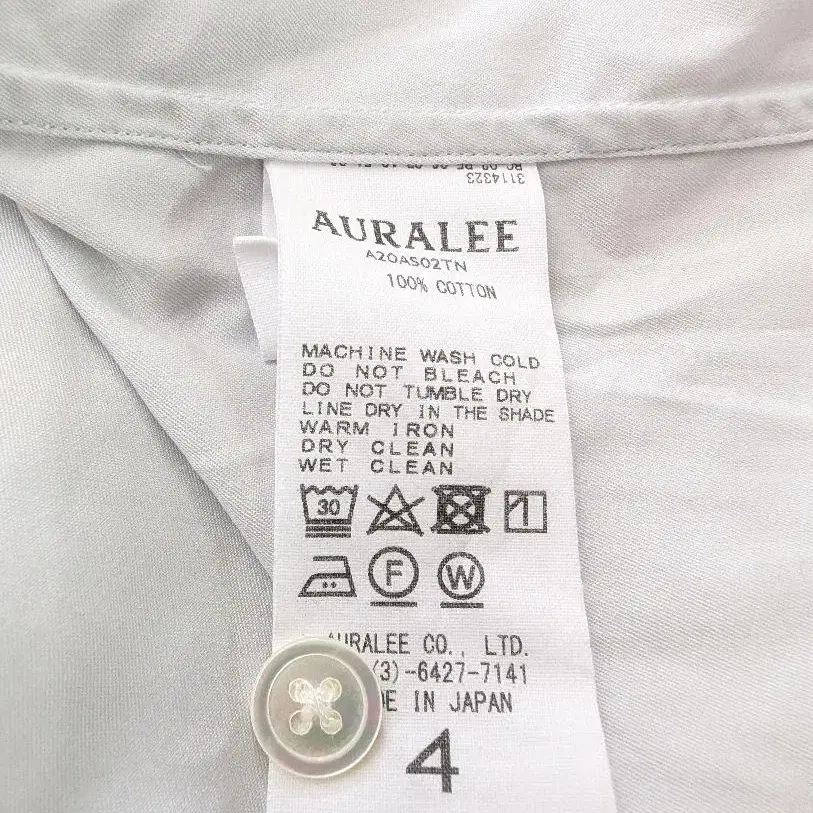 3114323
AURALEE
A20AS02TN
100% COTTON
MACHINE WASH COLD
DO NOT BLEACH
DO NOT TUMBLE DRY
LINE DRY IN THE SHADE
WARM IRON
DRY CLEAN
WET CLEAN
30
F W
AURALEE CO., LTD.
(3)-6427-7141
IN JAPAN
4